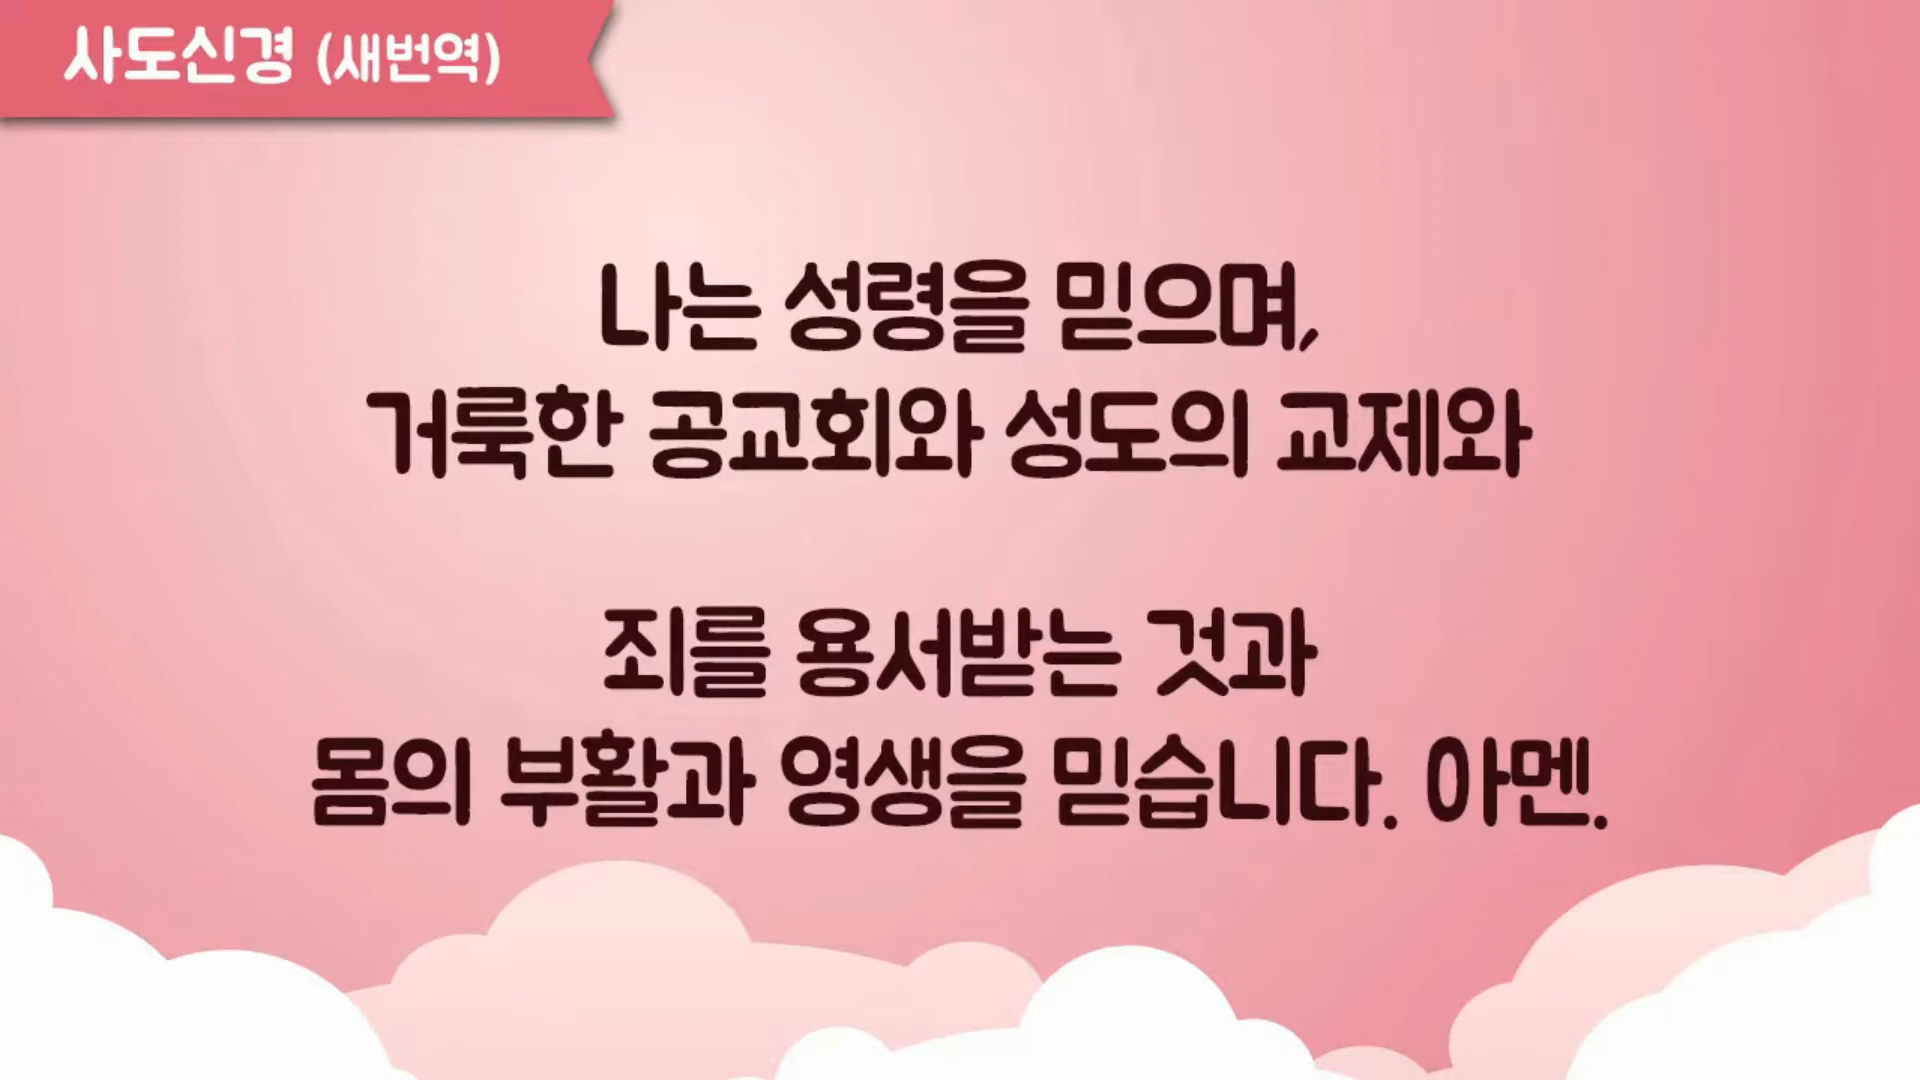 사도신경 (새번역)
나는 성령을 믿으며,
거룩한 공교회와 성도의 교제와
죄를 용서받는 것과
몸의 부활과 영생을 믿습니다. 아멘.